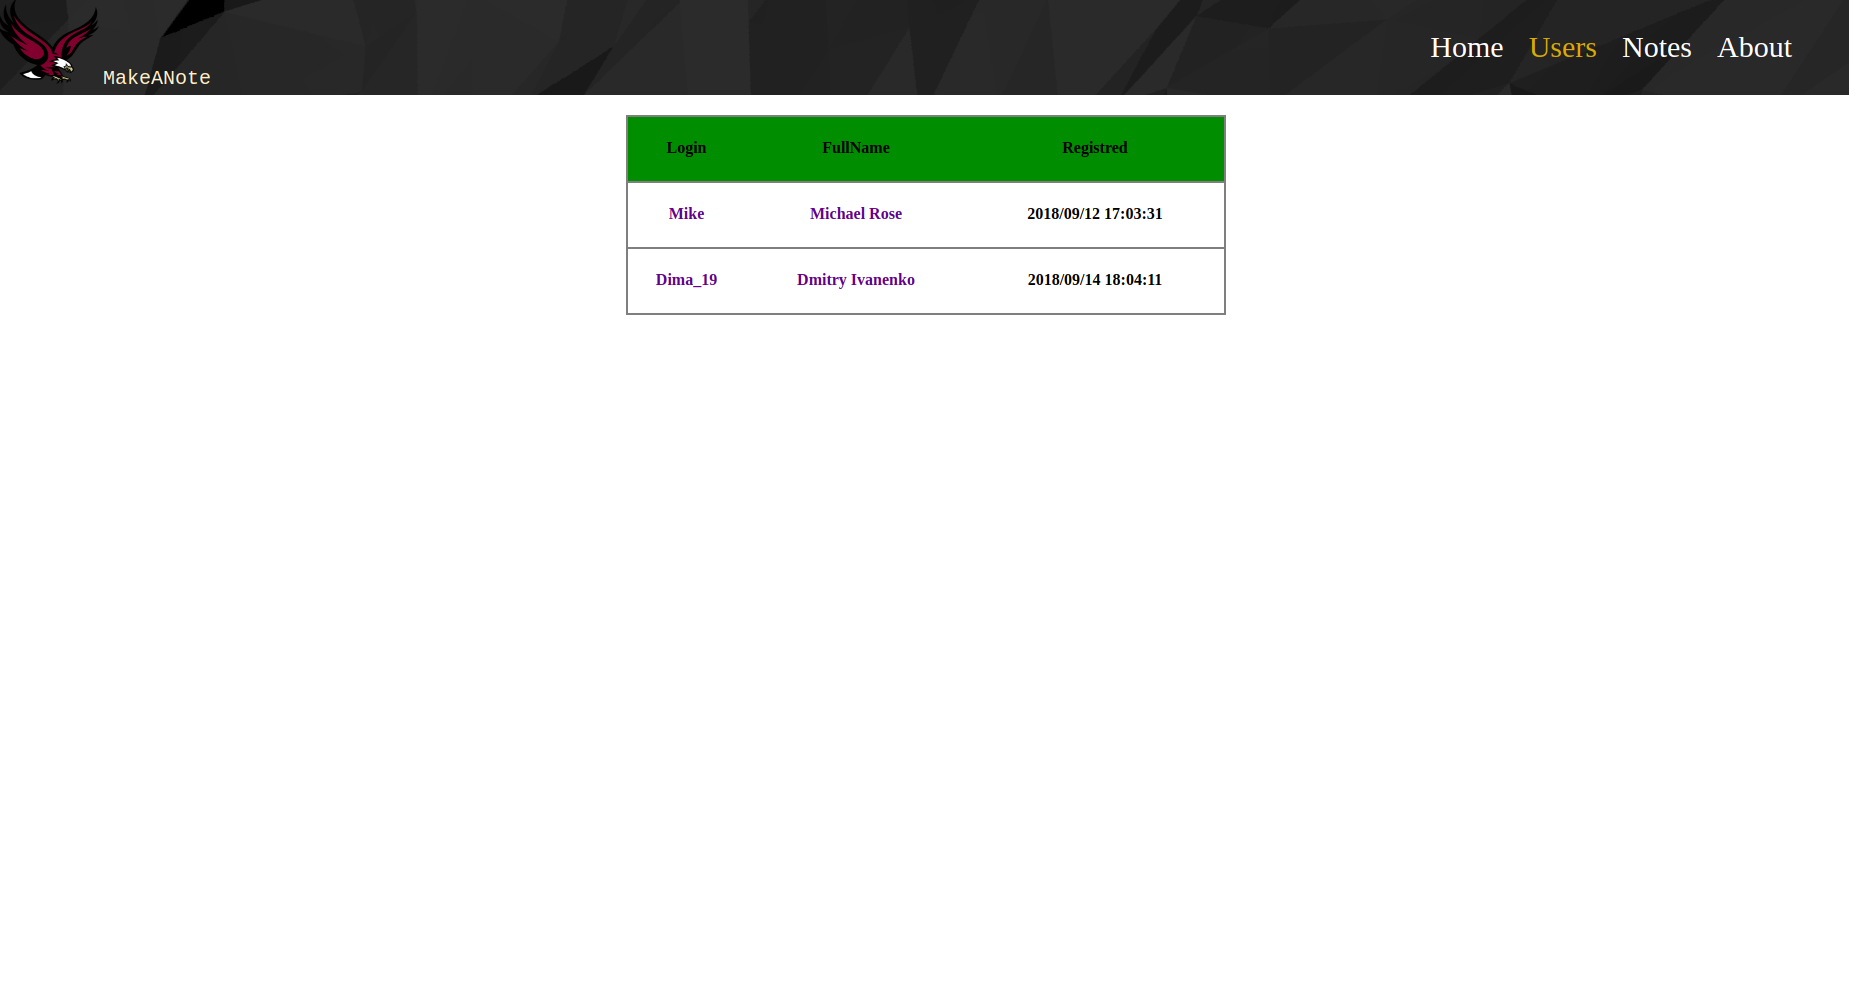 MakeANote
Home Users Notes About
Login FullName Registred
Mike Michael Rose 2018/09/12 17:03:31
Dima_19 Dmitry Ivanenko 2018/09/14 18:04:11